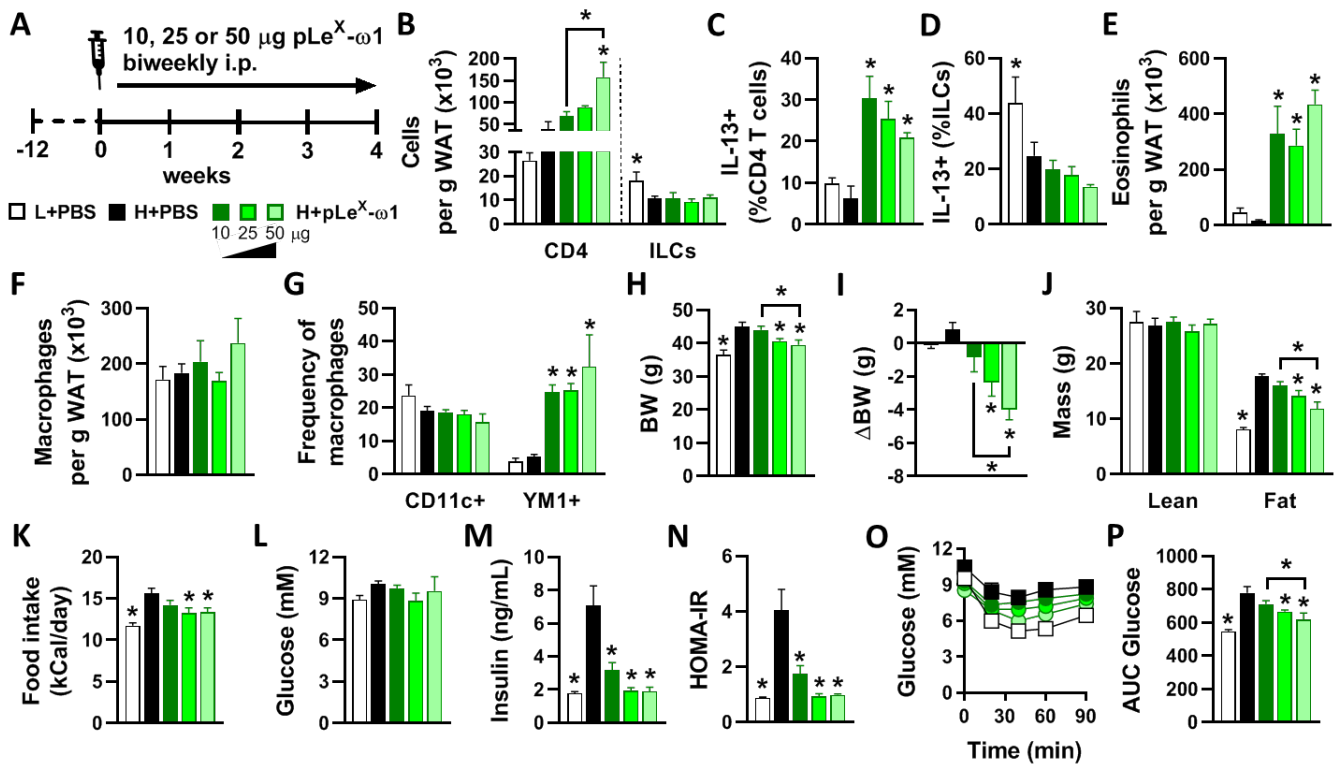 A
10, 25 or 50 µg pLeX-ω1
biweekly i.p.
-12 0 1 2 3 4
weeks
L+PBS H+PBS H+pLeX-ω1
10 25 50 µg
B
Cells
per g WAT (x10³)
200
150
100
50
30
20
10
0
CD4 ILCs
* * *
C
IL-13+
(%CD4 T cells)
40
30
20
10
0
* * *
D
IL-13+ (%ILCs)
60
40
20
0
*
E
Eosinophils
per g WAT (x10³)
600
400
200
0
* * *
F
Macrophages
per g WAT (x10³)
300
200
100
0
G
Frequency of
macrophages
50
40
30
20
10
0
CD11c+ YM1+
* * *
H
BW (g)
50
40
30
20
10
0
* * * *
I
ΔBW (g)
2
0
-2
-4
-6
-8
* * *
J
Mass (g)
30
20
10
0
Lean Fat
* * * *
K
Food intake
(kCal/day)
20
15
10
5
0
* * *
L
Glucose (mM)
12
9
6
3
0
M
Insulin (ng/mL)
10
8
6
4
2
0
* * * *
N
HOMA-IR
6
4
2
0
* * * *
O
Glucose (mM)
12
9
6
3
0
0 30 60 90
Time (min)
P
AUC Glucose
1000
800
600
400
200
0
* * * *